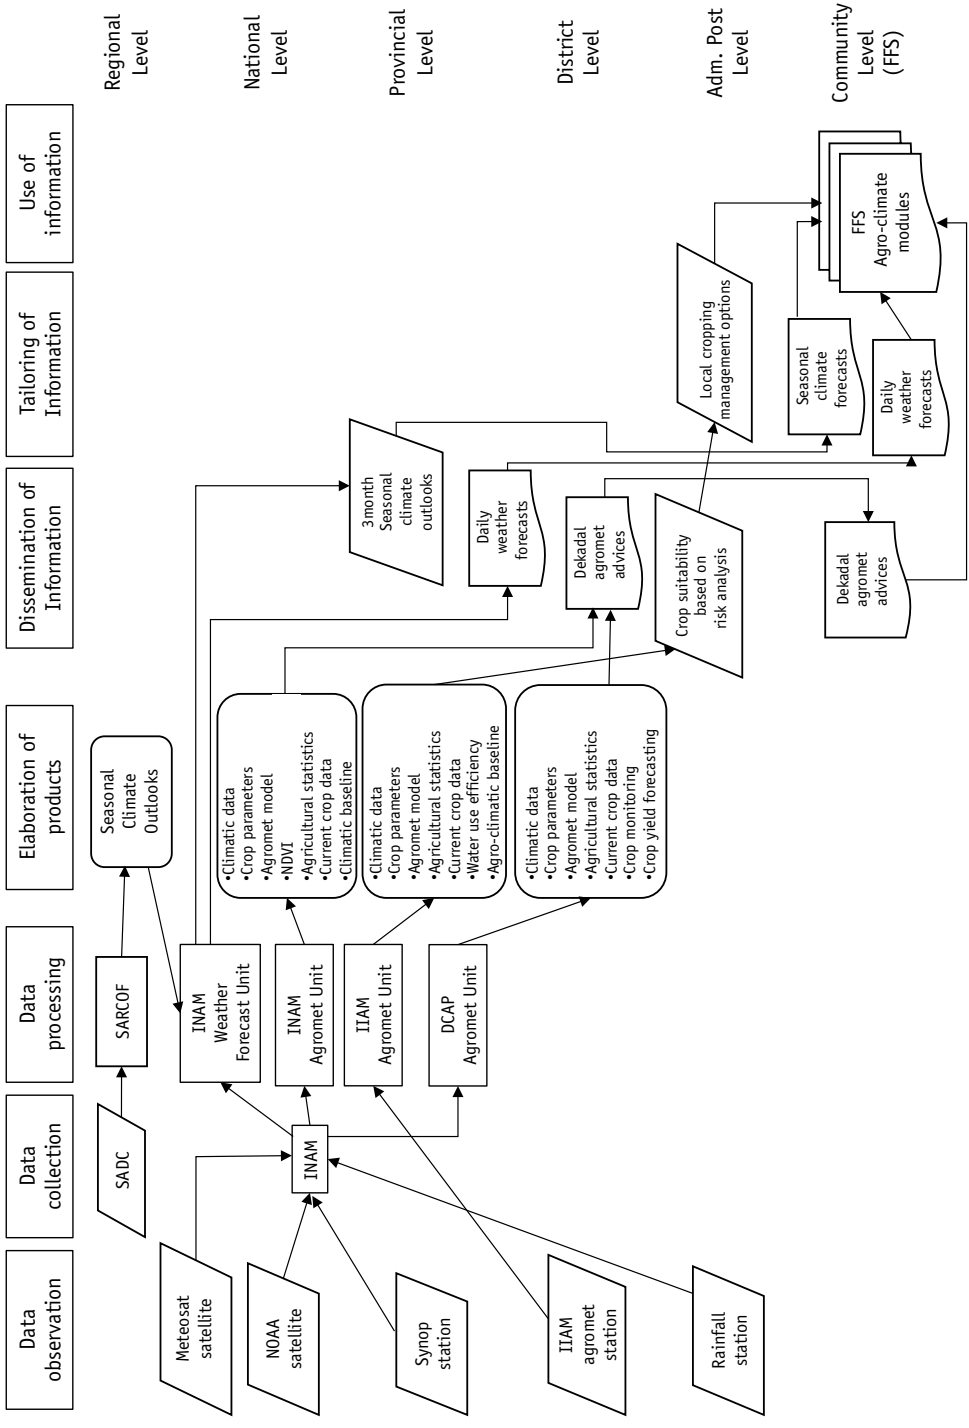 Data
observation
Data
collection
Data
processing
Elaboration of
products
Dissemination of
Information
Tailoring of
Information
Use of
information
Regional
Level
National
Level
Provincial
Level
District
Level
Adm. Post
Level
Community
Level
(FFS)
SADC
SARCOF
Seasonal
Climate
Outlooks
Meteosat
satellite
NOAA
satellite
Synop
station
IIAM
agromet
station
Rainfall
station
INAM
INAM
Weather
Forecast Unit
INAM
Agromet Unit
IIAM
Agromet Unit
DCAP
Agromet Unit
•Climatic data
•Crop parameters
•Agromet model
•NDVI
•Agricultural statistics
•Current crop data
•Climatic baseline
•Climatic data
•Crop parameters
•Agromet model
•Agricultural statistics
•Current crop data
•Water use efficiency
•Agro-climatic baseline
•Climatic data
•Crop parameters
•Agromet model
•Agricultural statistics
•Current crop data
•Crop monitoring
•Crop yield forecasting
3month
Seasonal
climate
outlooks
Daily
weather
forecasts
Dekadal
agromet
advices
Crop suitability
based on
risk analysis
Dekadal
agromet
advices
Local cropping
management options
Seasonal
climate
forecasts
Daily
weather
forecasts
FFS
Agro-climate
modules